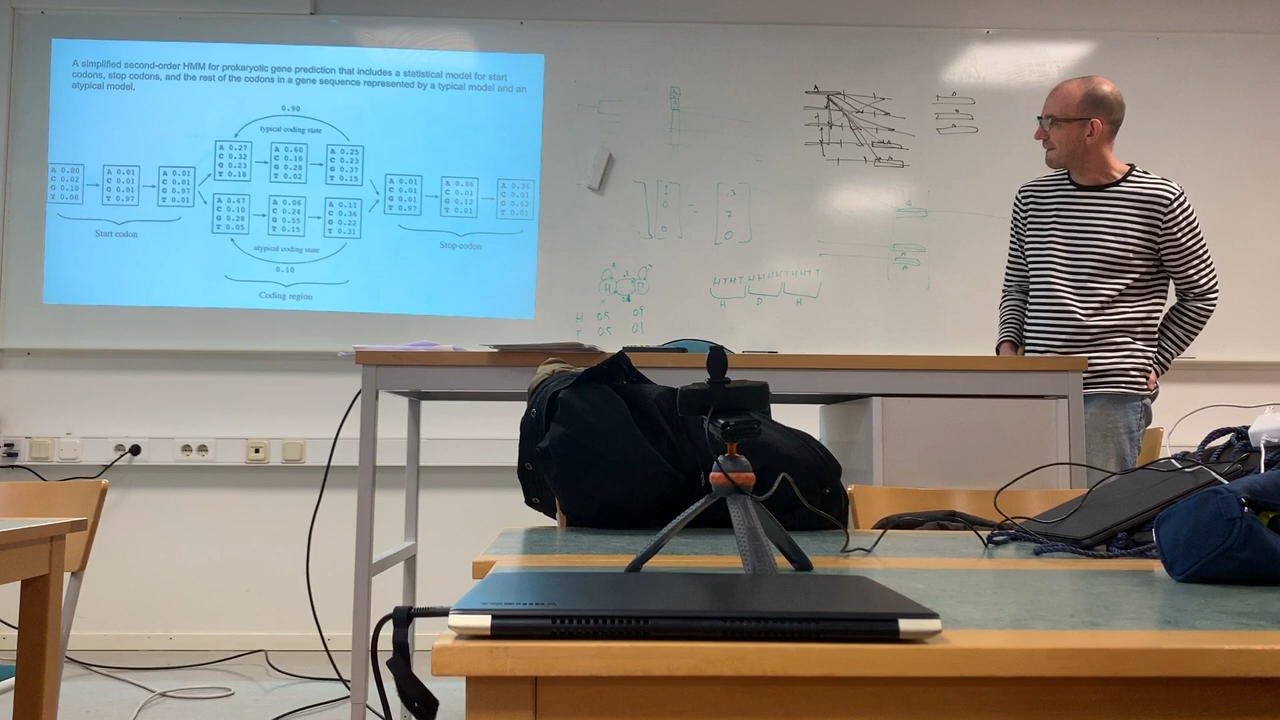 A simplified second-order HMM for prokaryotic gene prediction that includes a statistical model for start
codons, stop codons, and the rest of the codons in a gene sequence represented by a typical model and an
atypical model.
0.90
typical coding state
A 0.27
C 0.32
G 0.23
T 0.18
A 0.60
C 0.10
G 0.28
T 0.02
A 0.25
C 0.23
G 0.37
T 0.15
A 0.01
C 0.01
G 0.01
T 0.97
A 0.01
C 0.01
G 0.97
T 0.01
A 0.01
C 0.01
G 0.01
T 0.97
A 0.86
C 0.01
G 0.12
T 0.01
A 0.47
C 0.10
G 0.28
T 0.05
A 0.06
C 0.24
G 0.55
T 0.15
A 0.11
C 0.36
G 0.22
T 0.31
Start codon
atypical coding state
0.10
Stop codon
Coding region
H 0.5 0.9
T 0.5 0.1
H D H